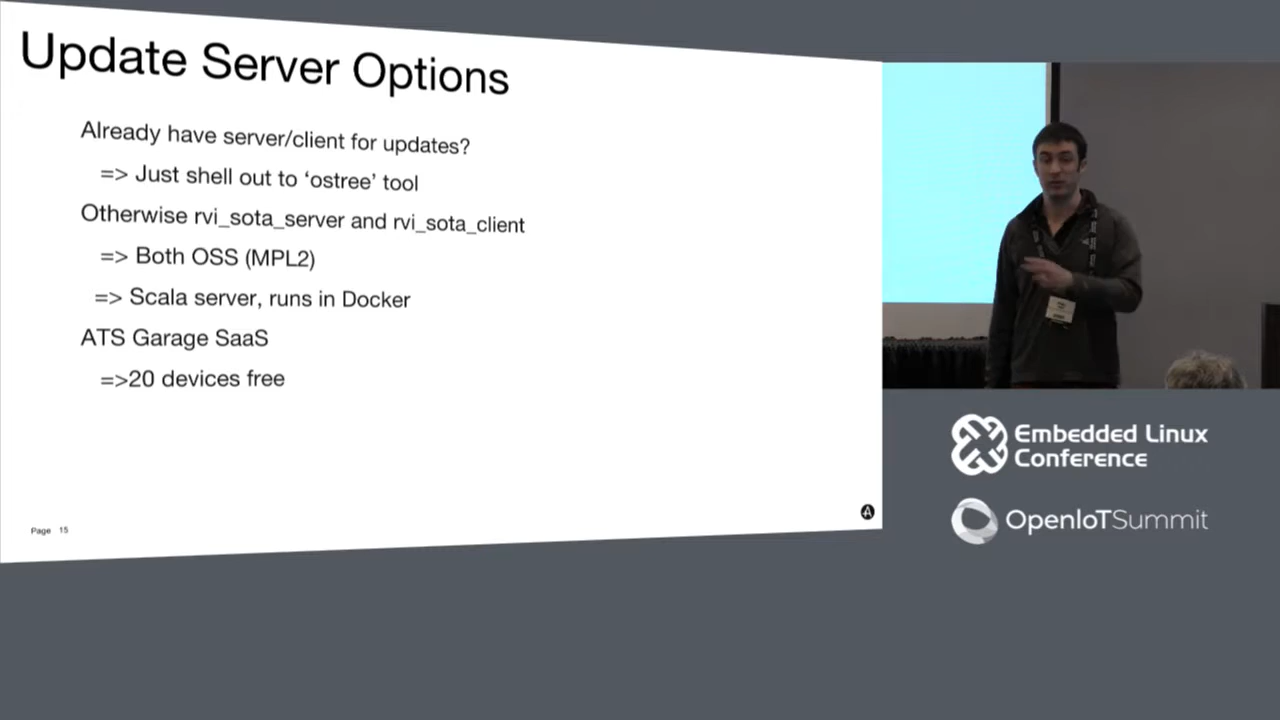 Update Server Options
Already have server/client for updates?
=> Just shell out to ‘ostree’ tool
Otherwise rvi_sota_server and rvi_sota_client
=> Both OSS (MPL2)
=> Scala server, runs in Docker
ATS Garage SaaS
=>20 devices free
Page 15
Embedded Linux
Conference
OpenIoTSummit